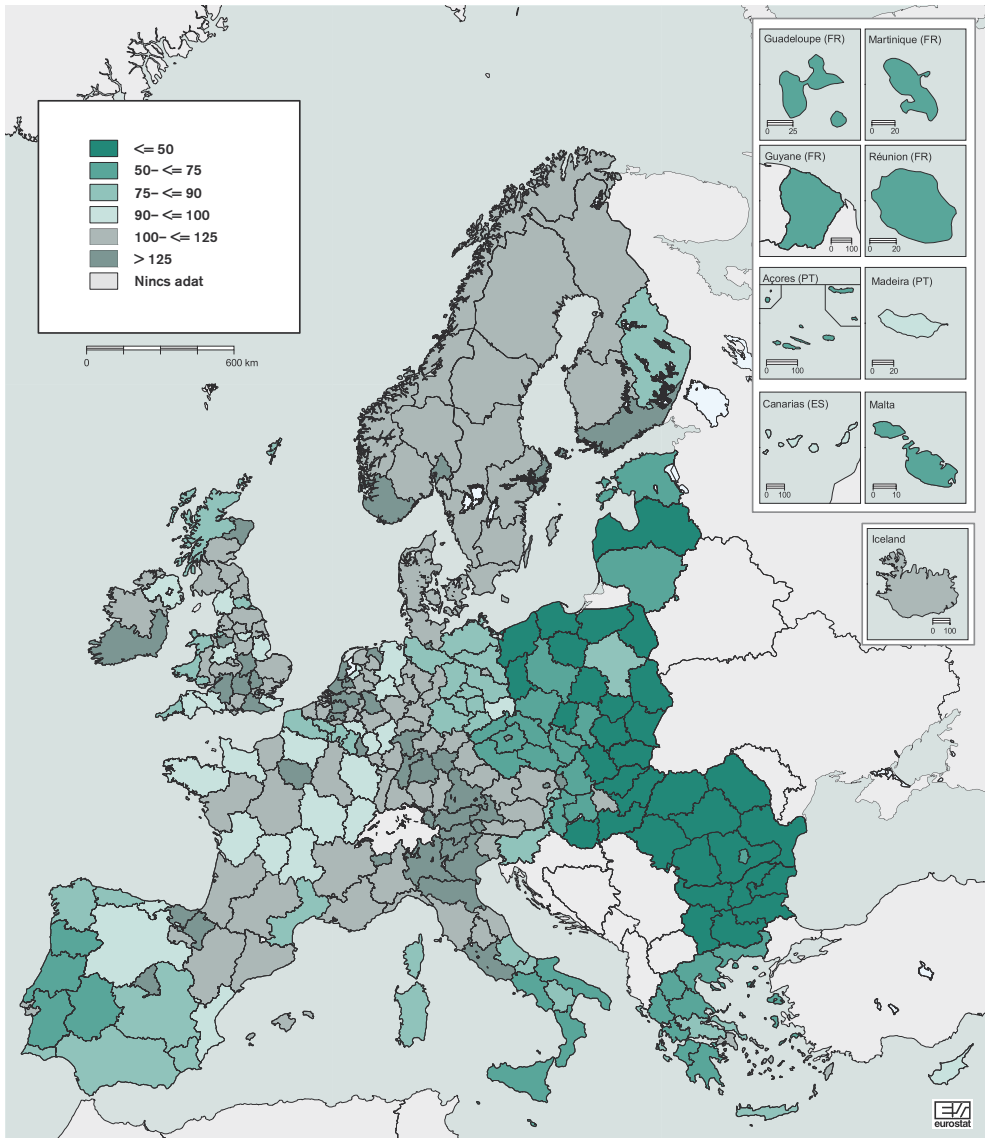 <= 50
50– <= 75
75– <= 90
90– <= 100
100– <= 125
> 125
Nincs adat
0 600 km
Guadeloupe (FR)
0 25
Martinique (FR)
0 20
Guyane (FR)
0 100
Réunion (FR)
0 20
Açores (PT)
0 100
Madeira (PT)
0 20
Canarias (ES)
0 100
Malta
0 10
Iceland
0 100
eurostat